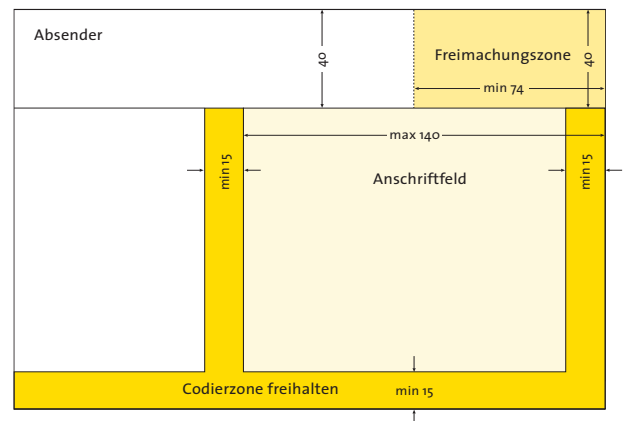 Absender
40
Freimachungszone
40
min 74
max 140
min 15
min 15
Anschriftfeld
Codierzone freihalten
min 15